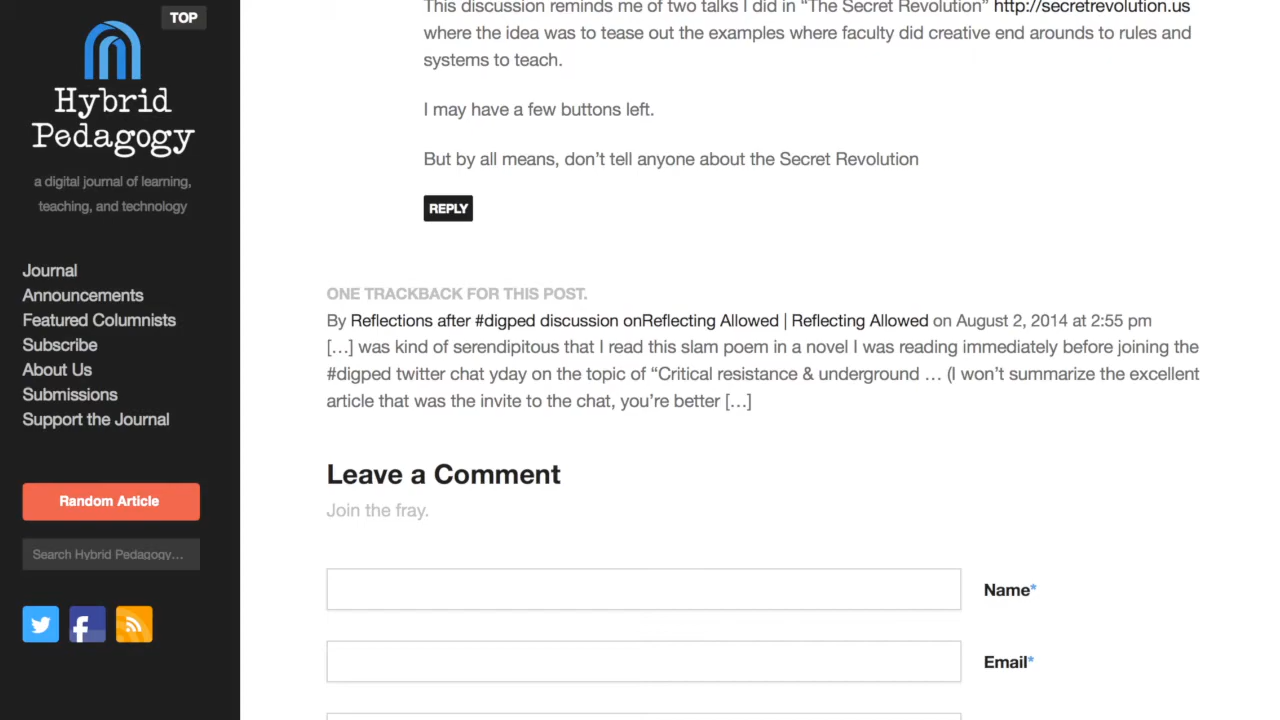 TOP
Hybrid
Pedagogy
a digital journal of learning,
teaching, and technology
Journal
Announcements
Featured Columnists
Subscribe
About Us
Submissions
Support the Journal
Random Article
Search Hybrid Pedagogy…
This discussion reminds me of two talks I did in “The Secret Revolution” http://secretrevolution.us
where the idea was to tease out the examples where faculty did creative end arounds to rules and
systems to teach.
I may have a few buttons left.
But by all means, don’t tell anyone about the Secret Revolution
REPLY
ONE TRACKBACK FOR THIS POST.
By Reflections after #digped discussion onReflecting Allowed | Reflecting Allowed on August 2, 2014 at 2:55 pm
[…] was kind of serendipitous that I read this slam poem in a novel I was reading immediately before joining the
#digped twitter chat yday on the topic of “Critical resistance & underground … (I won’t summarize the excellent
article that was the invite to the chat, you’re better […]
Leave a Comment
Join the fray.
Name*
Email*